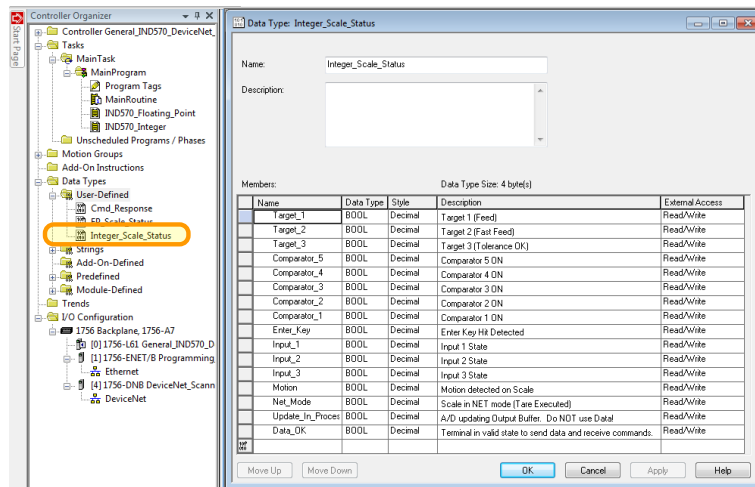 Start Page
Controller Organizer
Controller General_IND570_DeviceNet_
Tasks
MainTask
MainProgram
Program Tags
MainRoutine
IND570_Floating_Point
IND570_Integer
Unscheduled Programs / Phases
Motion Groups
Add-On Instructions
Data Types
User-Defined
Cmd_Response
FP_Scale_Status
Integer_Scale_Status
Strings
Add-On-Defined
Predefined
Module-Defined
Trends
I/O Configuration
1756 Backplane, 1756-A7
[0] 1756-L61 General_IND570_D
[1] 1756-ENET/B Programming_
Ethernet
[4] 1756-DNB DeviceNet_Scann
DeviceNet
Data Type: Integer_Scale_Status
Name: Integer_Scale_Status
Description:
Members: Data Type Size: 4 byte(s)
Name Data Type Style Description External Access
Target_1 BOOL Decimal Target 1 (Feed) Read/Write
Target_2 BOOL Decimal Target 2 (Fast Feed) Read/Write
Target_3 BOOL Decimal Target 3 (Tolerance OK) Read/Write
Comparator_5 BOOL Decimal Comparator 5 ON Read/Write
Comparator_4 BOOL Decimal Comparator 4 ON Read/Write
Comparator_3 BOOL Decimal Comparator 3 ON Read/Write
Comparator_2 BOOL Decimal Comparator 2 ON Read/Write
Comparator_1 BOOL Decimal Comparator 1 ON Read/Write
Enter_Key BOOL Decimal Enter Key Hit Detected Read/Write
Input_1 BOOL Decimal Input 1 State Read/Write
Input_2 BOOL Decimal Input 2 State Read/Write
Input_3 BOOL Decimal Input 3 State Read/Write
Motion BOOL Decimal Motion detected on Scale Read/Write
Net_Mode BOOL Decimal Scale in NET mode (Tare Executed) Read/Write
Update_In_Proces BOOL Decimal A/D updating Output Buffer. Do NOT use Data! Read/Write
Data_OK BOOL Decimal Terminal in valid state to send data and receive commands. Read/Write
Move Up Move Down OK Cancel Apply Help